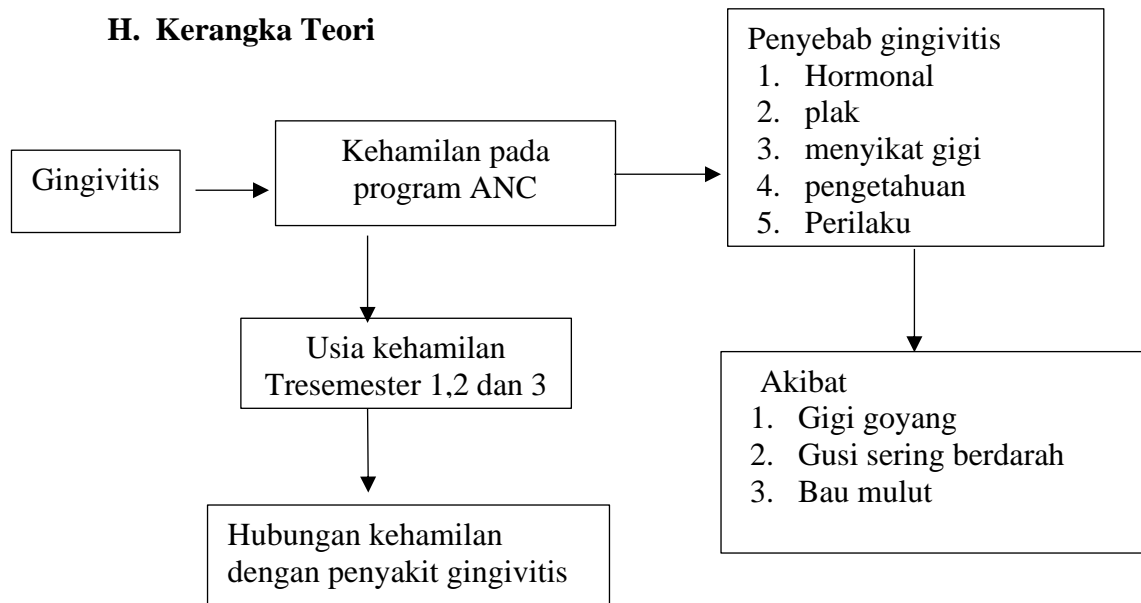 H. Kerangka Teori
Gingivitis
Kehamilan pada
program ANC
Penyebab gingivitis
1. Hormonal
2. plak
3. menyikat gigi
4. pengetahuan
5. Perilaku
Usia kehamilan
Tresemester 1,2 dan 3
Akibat
1. Gigi goyang
2. Gusi sering berdarah
3. Bau mulut
Hubungan kehamilan
dengan penyakit gingivitis